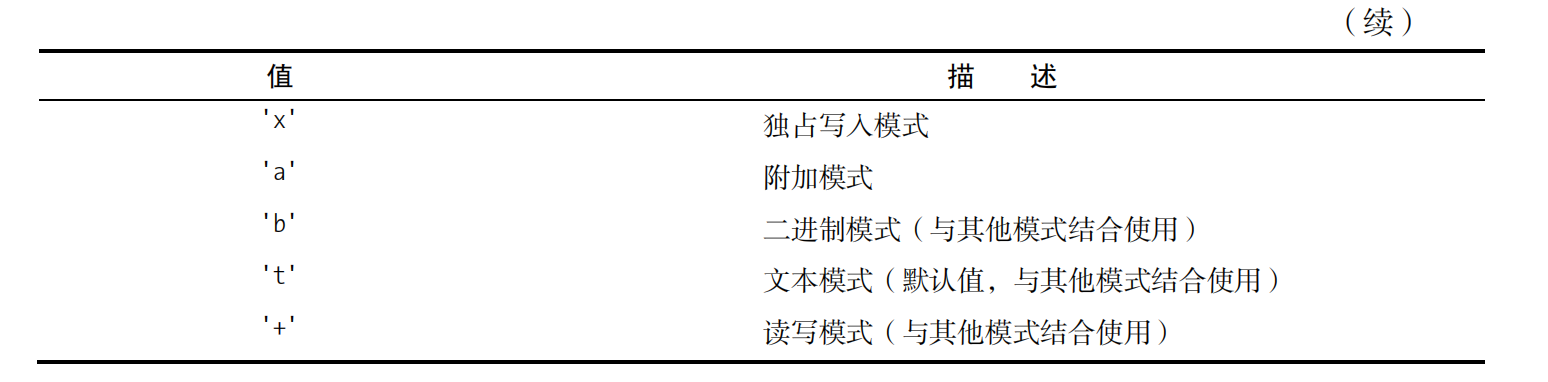 （续）
值 描 述
'x' 独占写入模式
'a' 附加模式
'b' 二进制模式（与其他模式结合使用）
't' 文本模式（默认值，与其他模式结合使用）
'+' 读写模式（与其他模式结合使用）